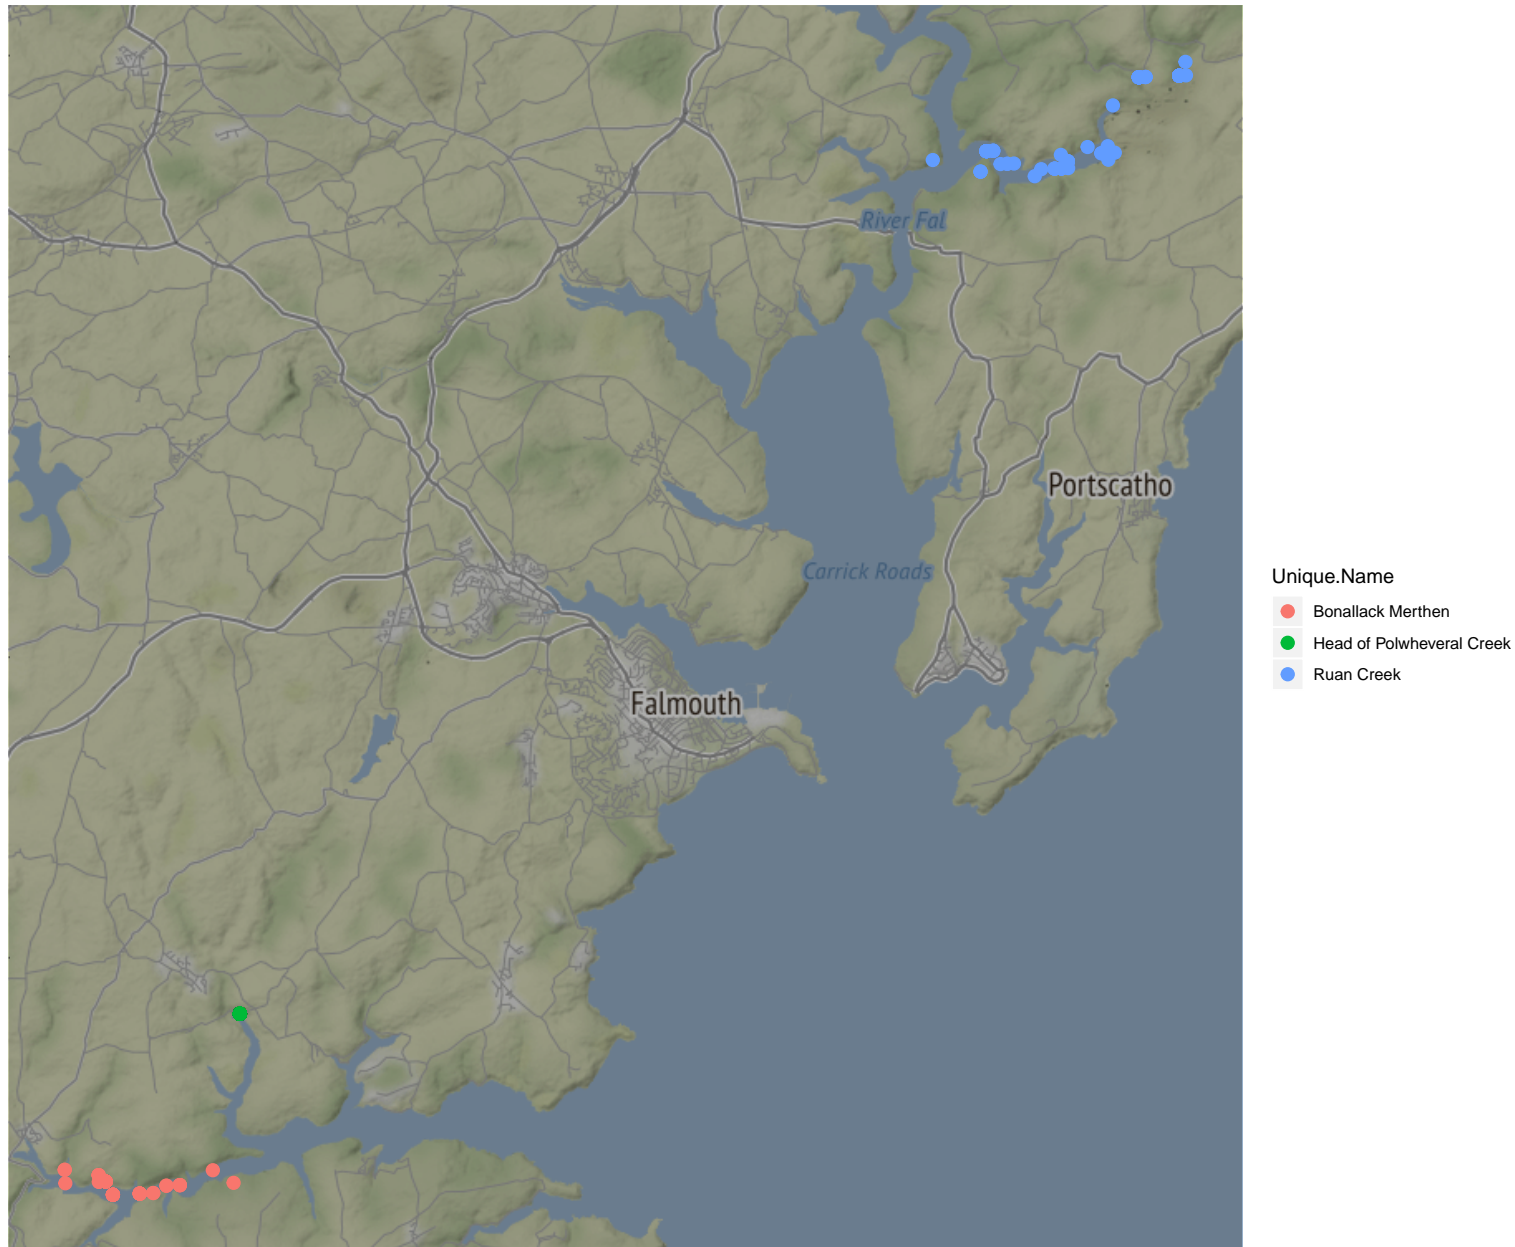 River Fal
Portscatho
Carrick Roads
Falmouth
Unique.Name
Bonallack Merthen
Head of Polwheveral Creek
Ruan Creek